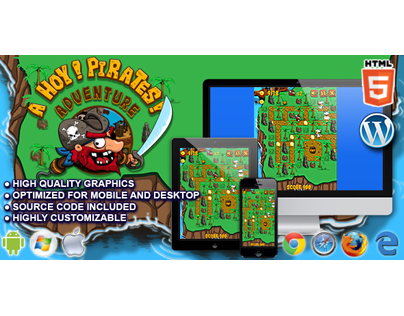 A HOY! PIRATES!
ADVENTURE
HTML
5
• HIGH QUALITY GRAPHICS
• OPTIMIZED FOR MOBILE AND DESKTOP
• SOURCE CODE INCLUDED
• HIGHLY CUSTOMIZABLE